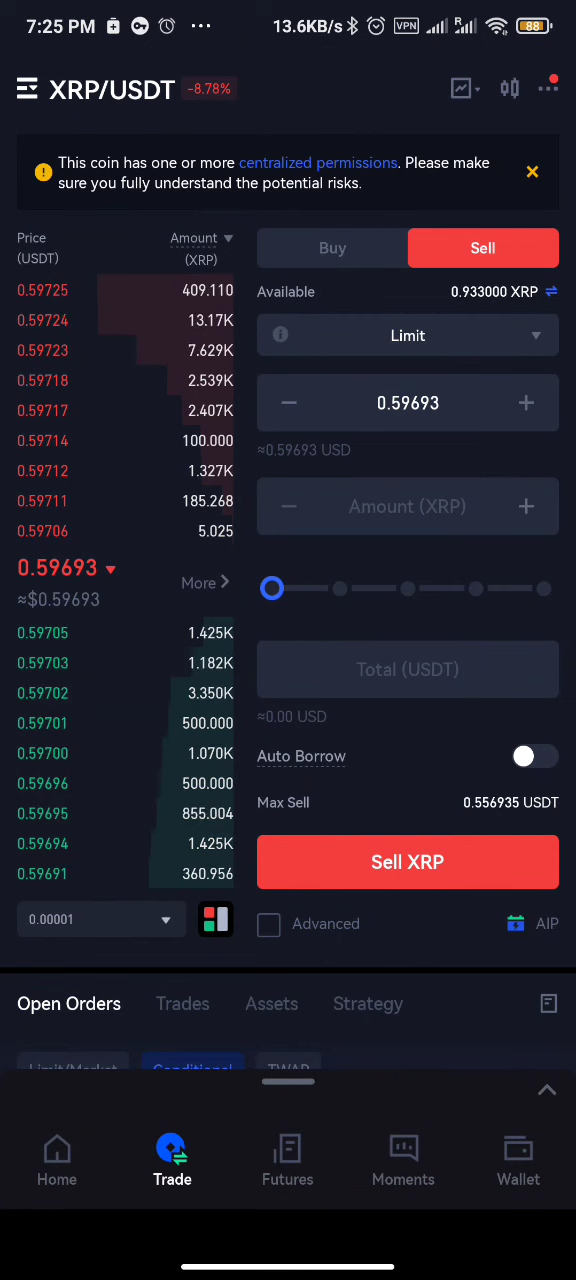 7:25 PM
13.6KB/s
VPN
R
88
XRP/USDT
-8.78%
This coin has one or more centralized permissions. Please make
sure you fully understand the potential risks.
Price
(USDT)
Amount
(XRP)
0.59725 409.110
0.59724 13.17K
0.59723 7.629K
0.59718 2.539K
0.59717 2.407K
0.59714 100.000
0.59712 1.327K
0.59711 185.268
0.59706 5.025
0.59693
≈$0.59693
More
0.59705 1.425K
0.59703 1.182K
0.59702 3.350K
0.59701 500.000
0.59700 1.070K
0.59696 500.000
0.59695 855.004
0.59694 1.425K
0.59691 360.956
0.00001
Buy
Sell
Available 0.933000 XRP
Limit
0.59693
≈0.59693 USD
Amount (XRP)
Total (USDT)
≈0.00 USD
Auto Borrow
Max Sell 0.556935 USDT
Sell XRP
Advanced
AIP
Open Orders Trades Assets Strategy
Limit/Market Conditional TWAP
Home Trade Futures Moments Wallet